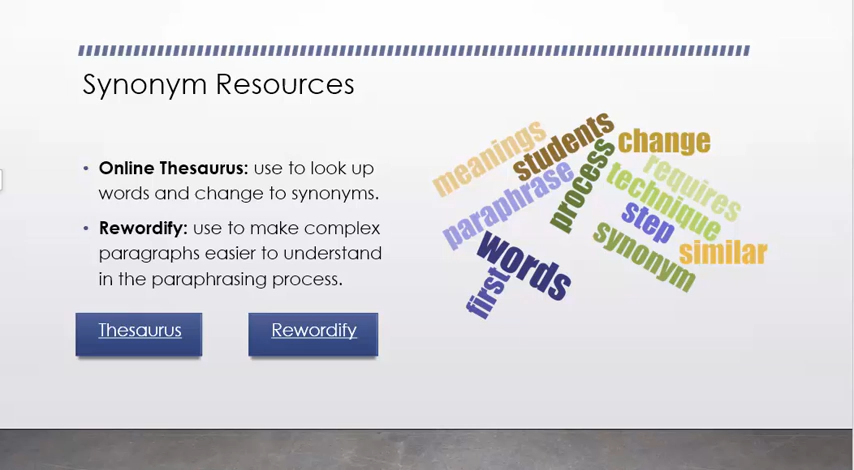 Synonym Resources
• Online Thesaurus: use to look up
words and change to synonyms.
• Rewordify: use to make complex
paragraphs easier to understand
in the paraphrasing process.
Thesaurus
Rewordify
meanings
students
change
paraphrase
process
requires
technique
step
synonym
similar
words
first